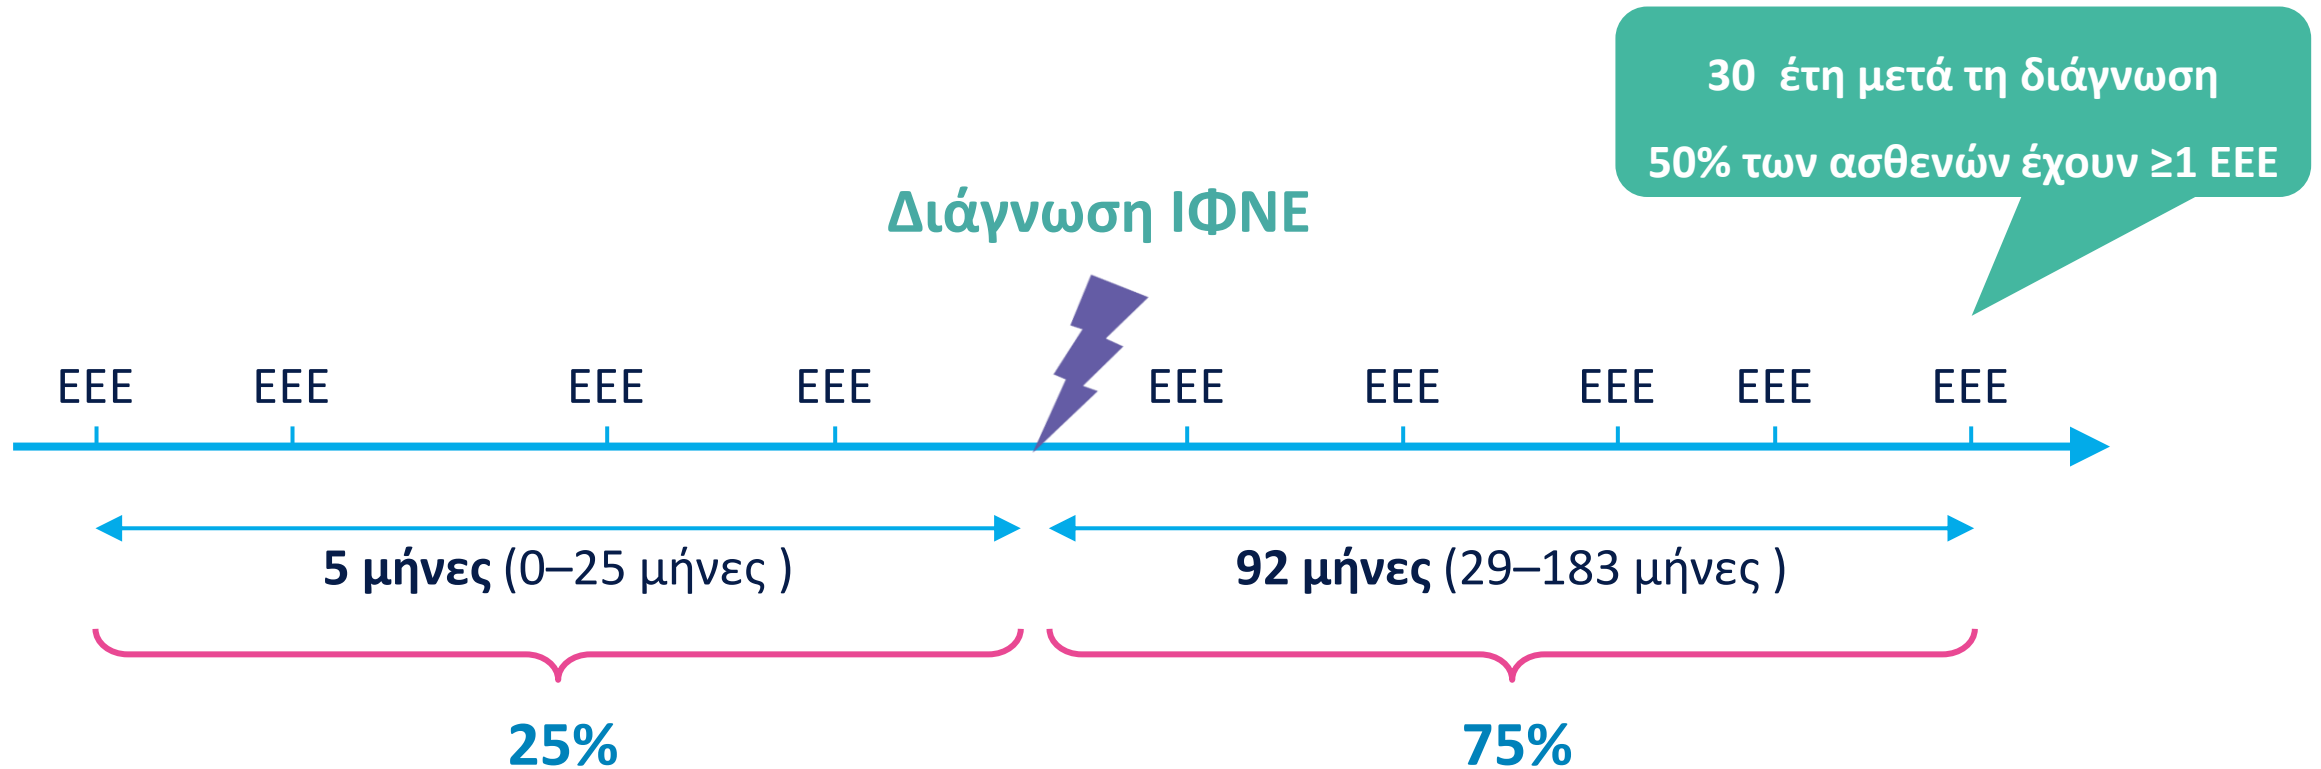 30 έτη μετά τη διάγνωση
50% των ασθενών έχουν ≥1 ΕΕΕ
Διάγνωση ΙΦΝΕ
ΕΕΕ ΕΕΕ ΕΕΕ ΕΕΕ ΕΕΕ ΕΕΕ ΕΕΕ ΕΕΕ ΕΕΕ
5 μήνες (0–25 μήνες ) 92 μήνες (29–183 μήνες )
25% 75%